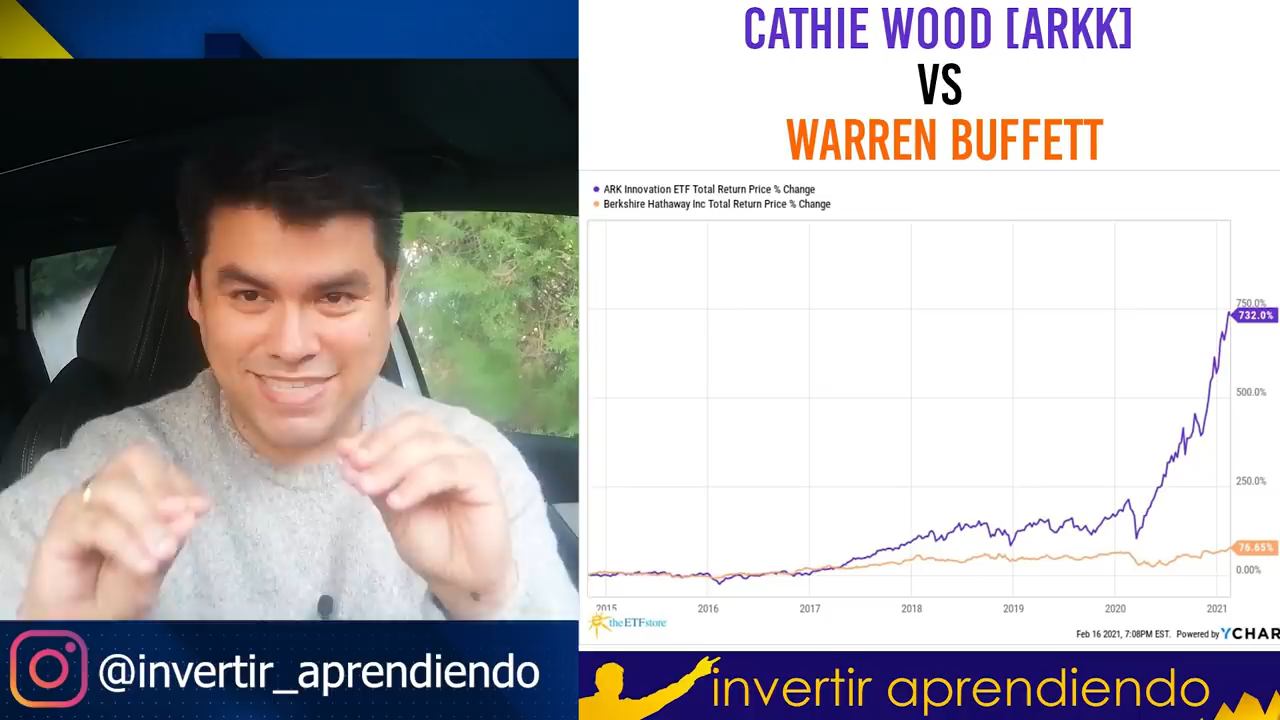 CATHIE WOOD [ARKK]
VS
WARREN BUFFETT
ARK Innovation ETF Total Return Price % Change
Berkshire Hathaway Inc Total Return Price % Change
750.0%
732.0%
500.0%
250.0%
76.65%
0.00%
2015 2016 2017 2018 2019 2020 2021
theETFstore
Feb 16 2021, 7:08PM EST. Powered by YCHAR
@invertir_aprendiendo
invertir aprendiendo